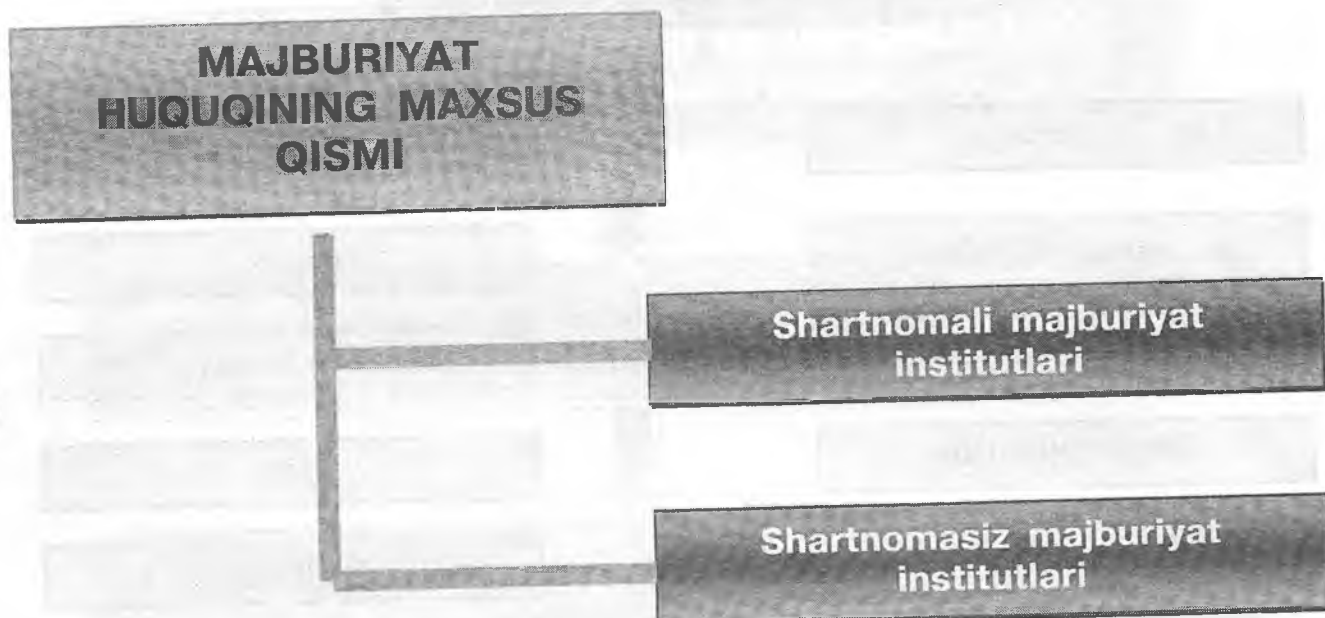 MAJBURIYAT
HUQUQINING MAXSUS
QISMI
Shartnomali majburiyat
institutlari
Shartnomasiz majburiyat
institutlari